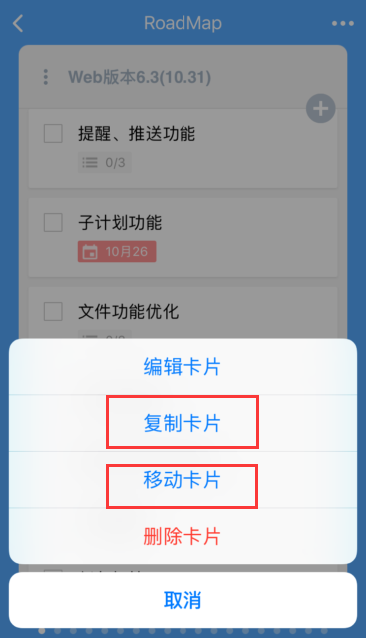 RoadMap
Web版本6.3(10.31)
提醒、推送功能
0/3
子计划功能
10月26
文件功能优化
编辑卡片
复制卡片
移动卡片
删除卡片
取消